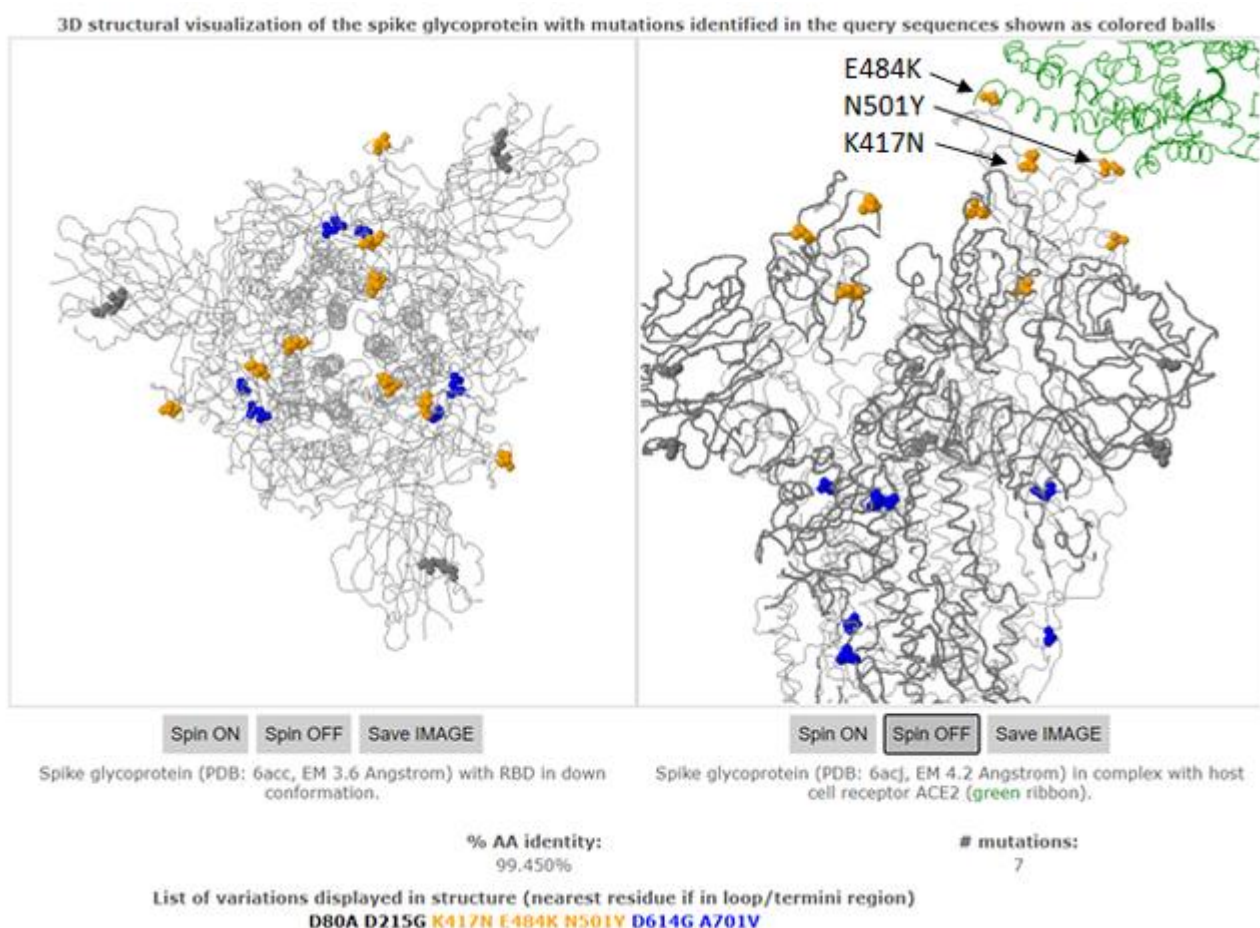 3D structural visualization of the spike glycoprotein with mutations identified in the query sequences shown as colored balls
E484K
N501Y
K417N
Spin ON Spin OFF Save IMAGE
Spin ON Spin OFF Save IMAGE
Spike glycoprotein (PDB: 6acc, EM 3.6 Angstrom) with RBD in down
conformation.
Spike glycoprotein (PDB: 6acj, EM 4.2 Angstrom) in complex with host
cell receptor ACE2 (green ribbon).
% AA identity:
99.450%
# mutations:
7
List of variations displayed in structure (nearest residue if in loop/termini region)
D80A D215G K417N E484K N501Y D614G A701V